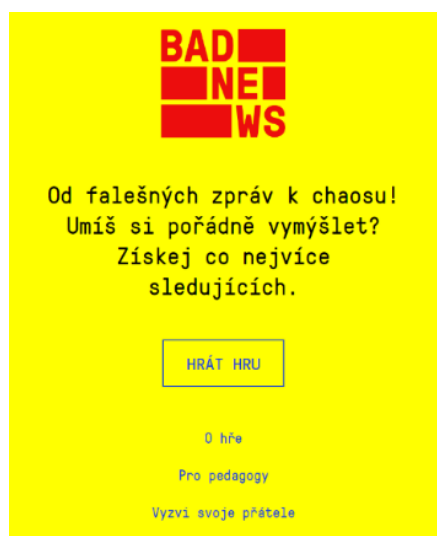 BAD
NE
WS
Od falešných zpráv k chaosu!
Umíš si pořádně vymýšlet?
Získej co nejvíce
sledujících.
HRÁT HRU
O hře
Pro pedagogy
Vyzvi svoje přátele